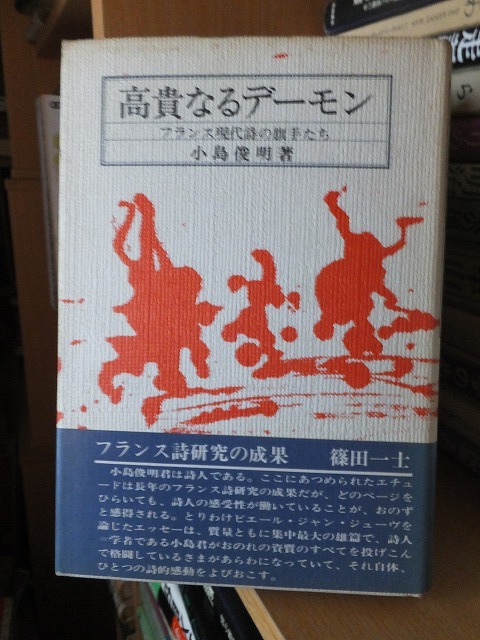 高貴なるデーモン
フランス現代詩の旗手たち
小島俊明著
フランス詩研究の成果 篠田一士
小島俊明君は詩人である。ここにあつめられたエチュ
ードは長年のフランス詩研究の成果だが、どのページを
ひらいても、詩人の感受性が働いていることが、おのず
と感得される。とりわけピエール・ジャン・ジューヴを
論じたエッセーは、質量ともに集中最大の雄篇で、詩人
一学者である小島君がおのれの資質のすべてを投げこん
で格闘しているさまがあらわになっていて、それ自体、
ひとつの詩的感動をよびおこす。